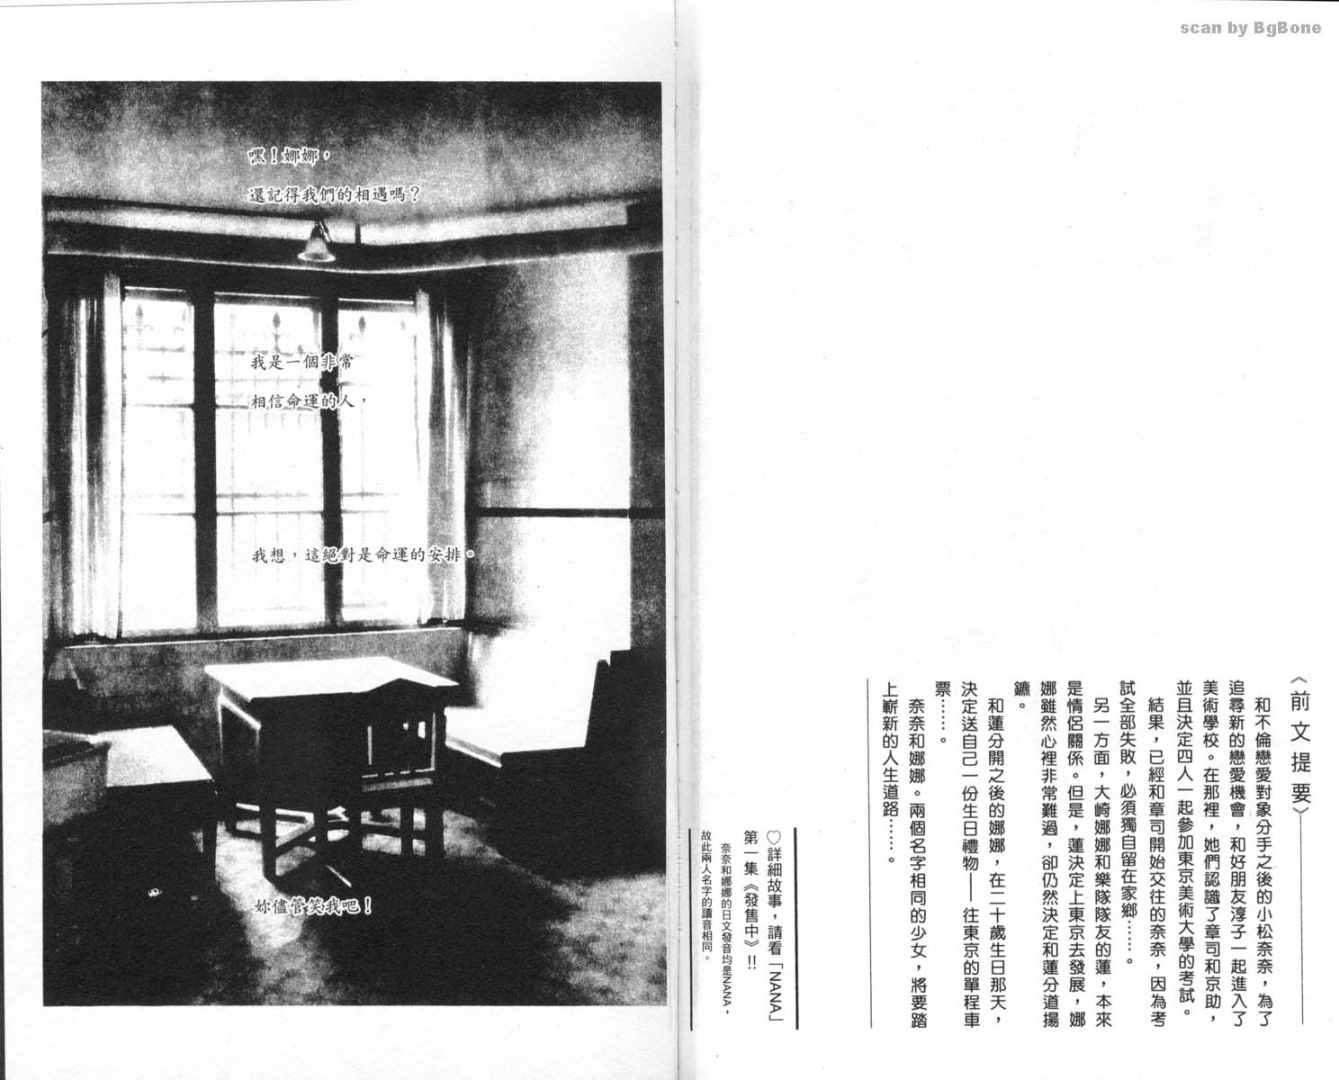 scan by BgBone
《前文提要》
和不倫戀愛對象分手之後的小松奈奈，為了
追尋新的戀愛機會，和好朋友淳子一起進入了
美術學校。在那裡，她們認識了章司和京助，
並且決定四人一起參加東京美術大學的考試。
結果，已經和章司開始交往的奈奈，因為考
試全部失敗，必須獨自留在家鄉……。
另一方面，大崎娜娜和樂隊隊友的蓮，本來
是情侶關係。但是，蓮決定上東京去發展，娜
娜雖然心裡非常難過，卻仍然決定和蓮分道揚
鑣。
和蓮分開之後的娜娜，在二十歲生日那天，
決定送自己一份生日禮物——往東京的單程車
票……。
奈奈和娜娜。兩個名字相同的少女，將要踏
上嶄新的人生道路……。
♡詳細故事，請看「NANA」
第一集《發售中》!!
奈奈和娜娜的日文發音均是NANA，
故此兩人名字的讀音相同。
嘿！娜娜，
還記得我們的相遇嗎？
我是一個非常
相信命運的人，
我想，這絕對是命運的安排。
妳儘管笑我吧！